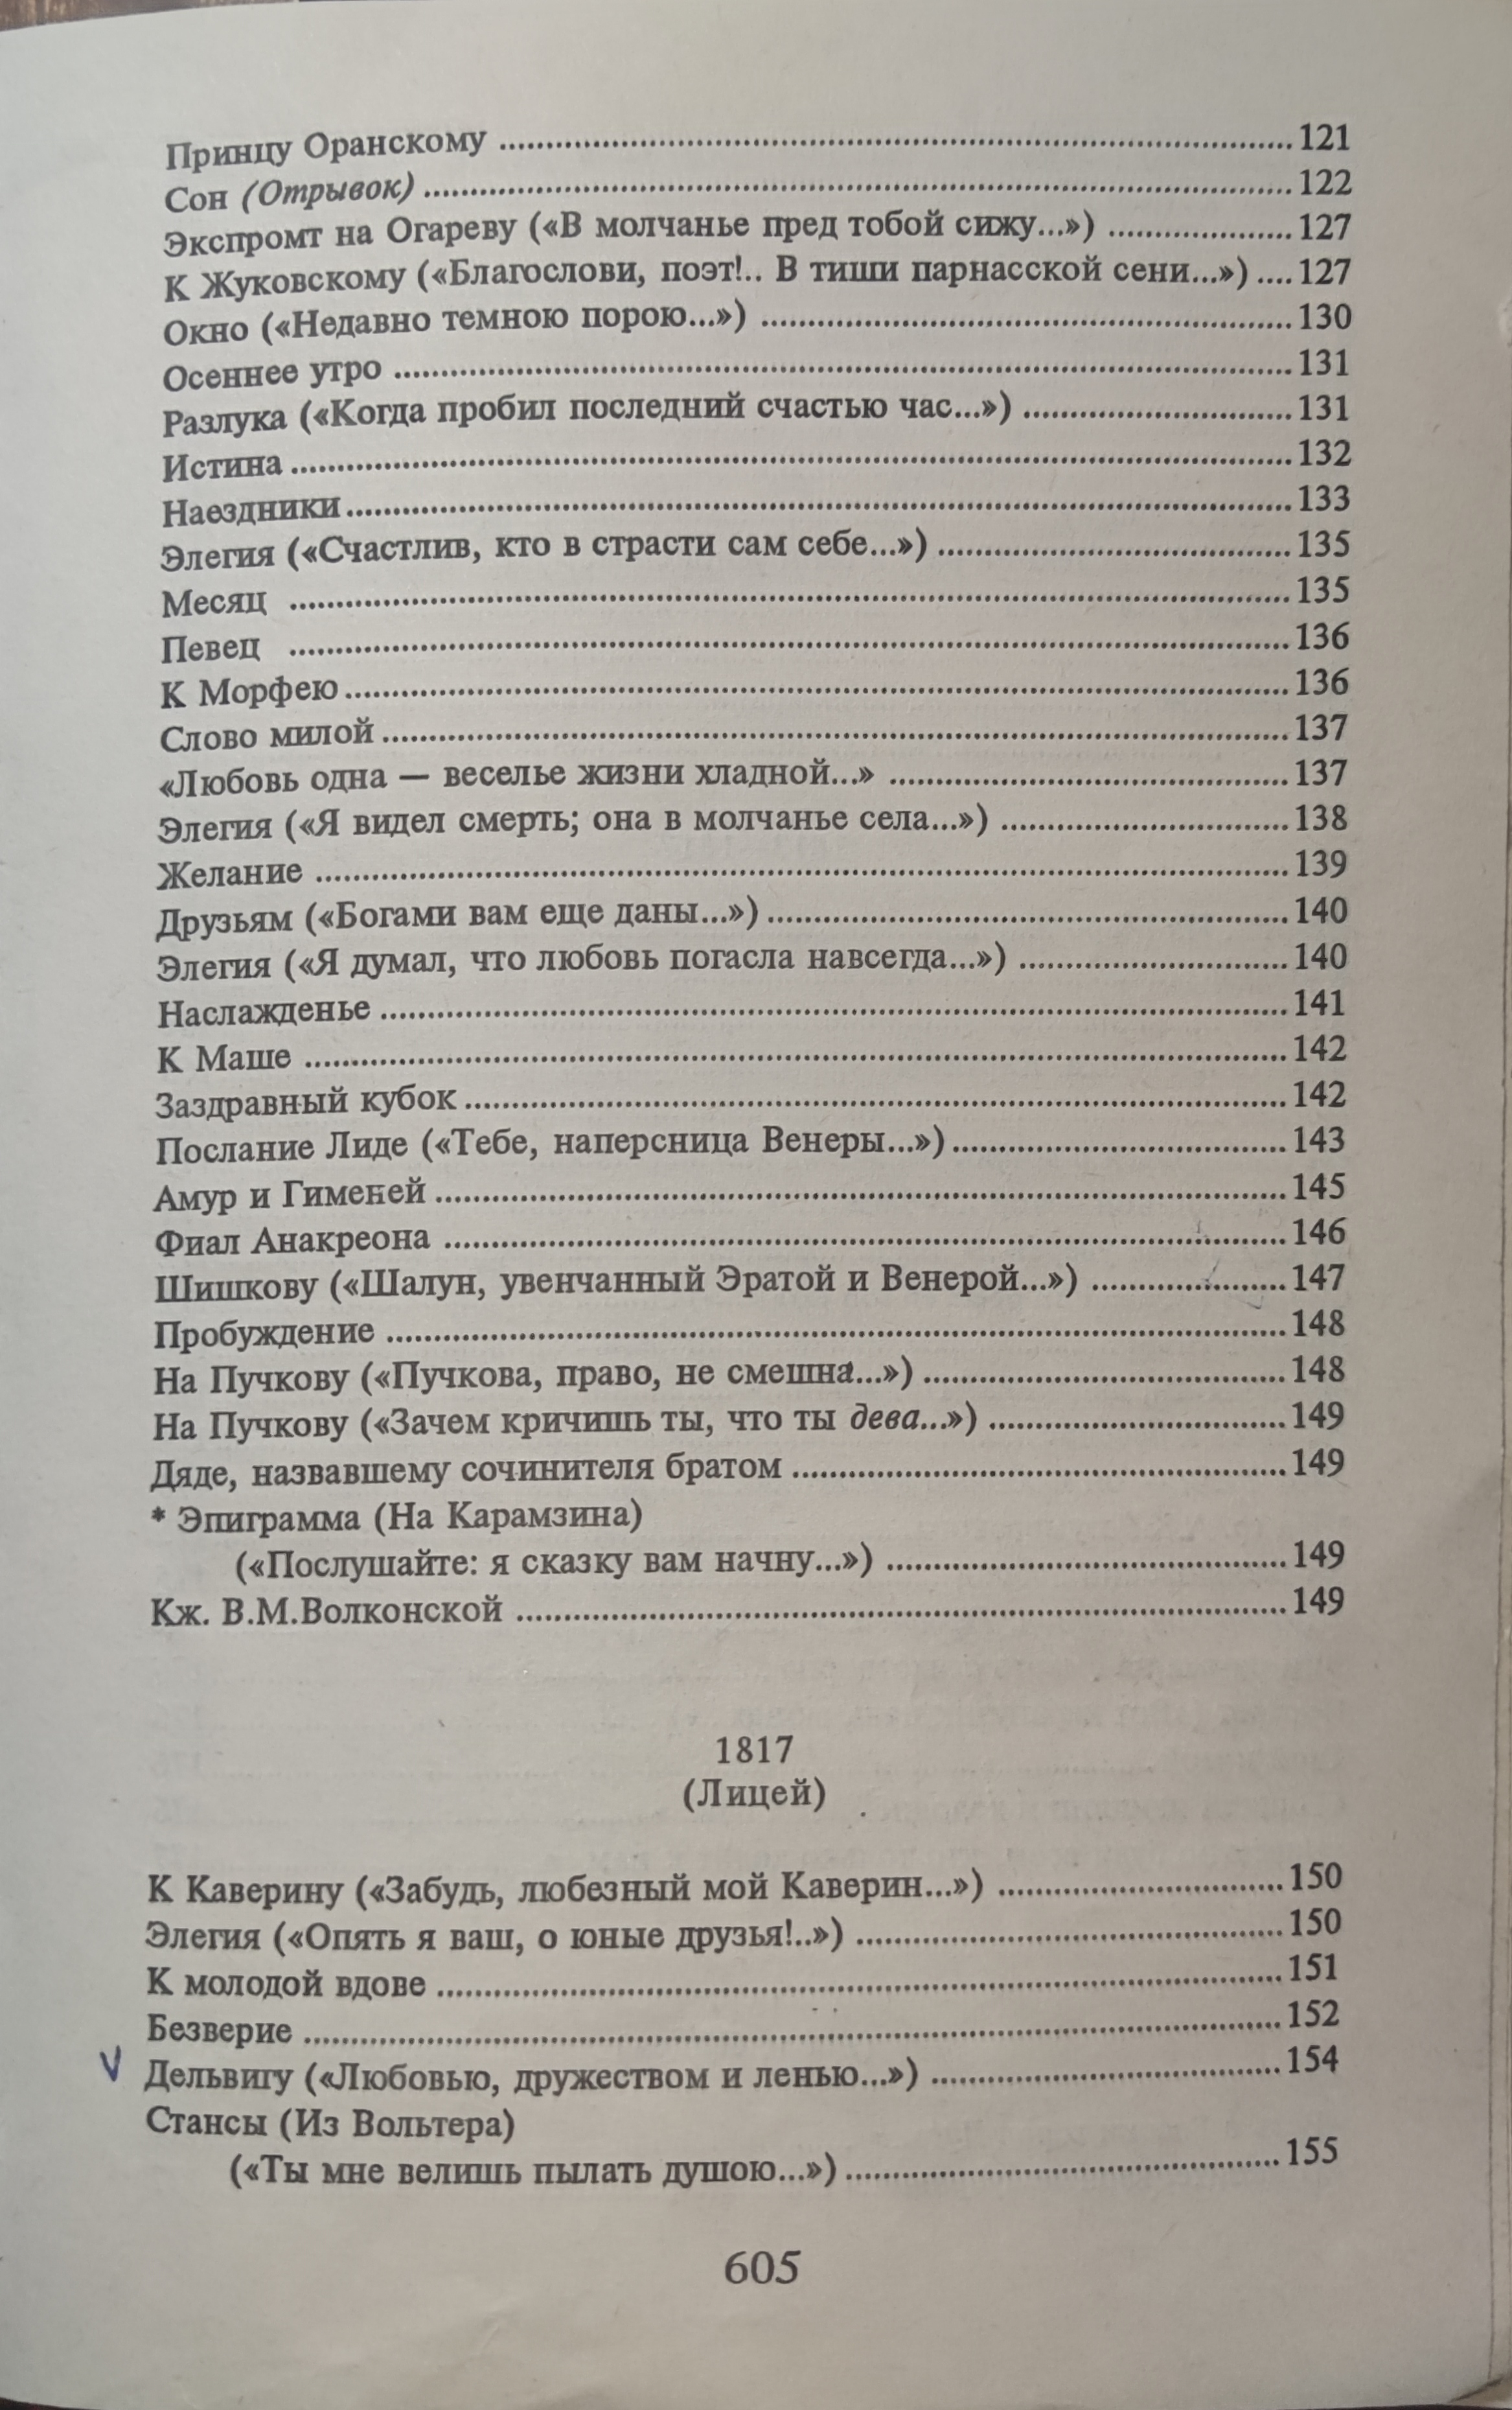 Принцу Оранскому ........ 121
Сон (Отрывок) ........ 122
Экспромт на Огареву («В молчанье пред тобой сижу...») ........ 127
К Жуковскому («Благослови, поэт!.. В тиши парнасской сени...») .... 127
Окно («Недавно темною порою...») ........ 130
Осеннее утро ........ 131
Разлука («Когда пробил последний счастью час...») ........ 131
Истина ........ 132
Наездники ........ 133
Элегия («Счастлив, кто в страсти сам себе...») ........ 135
Месяц ........ 135
Певец ........ 136
К Морфею ........ 136
Слово милой ........ 137
«Любовь одна — веселье жизни хладной...» ........ 137
Элегия («Я видел смерть; она в молчанье села...») ........ 138
Желание ........ 139
Друзьям («Богами вам еще даны...») ........ 140
Элегия («Я думал, что любовь погасла навсегда...») ........ 140
Наслажденье ........ 141
К Маше ........ 142
Заздравный кубок ........ 142
Послание Лиде («Тебе, наперсница Венеры...») ........ 143
Амур и Гименей ........ 145
Фиал Анакреона ........ 146
Шишкову («Шалун, увенчанный Эратой и Венерой...») ........ 147
Пробуждение ........ 148
На Пучкову («Пучкова, право, не смешна...») ........ 148
На Пучкову («Зачем кричишь ты, что ты дева...») ........ 149
Дяде, назвавшему сочинителя братом ........ 149
* Эпиграмма (На Карамзина)
(«Послушайте: я сказку вам начну...») ........ 149
Кж. В.М.Волконской ........ 149
1817
(Лицей)
К Каверину («Забудь, любезный мой Каверин...») ........ 150
Элегия («Опять я ваш, о юные друзья!..») ........ 150
К молодой вдове ........ 151
Безверие ........ 152
V Дельвигу («Любовью, дружеством и ленью...») ........ 154
Стансы (Из Вольтера)
(«Ты мне велишь пылать душою...») ........ 155
605